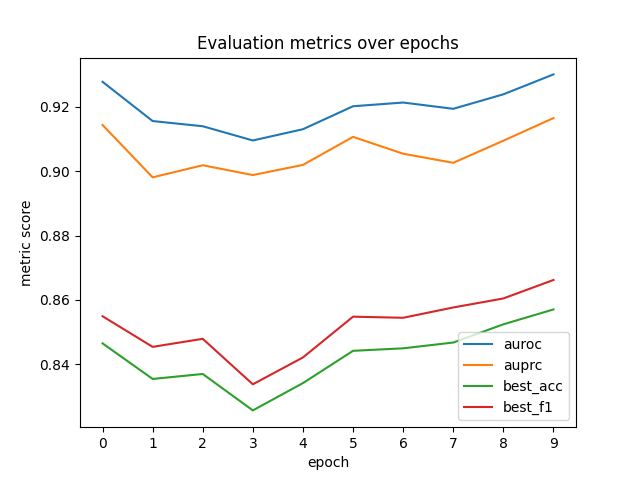 Evaluation metrics over epochs
metric score
0.92
0.90
0.88
0.86
0.84
auroc
auprc
best_acc
best_f1
0 1 2 3 4 5 6 7 8 9
epoch